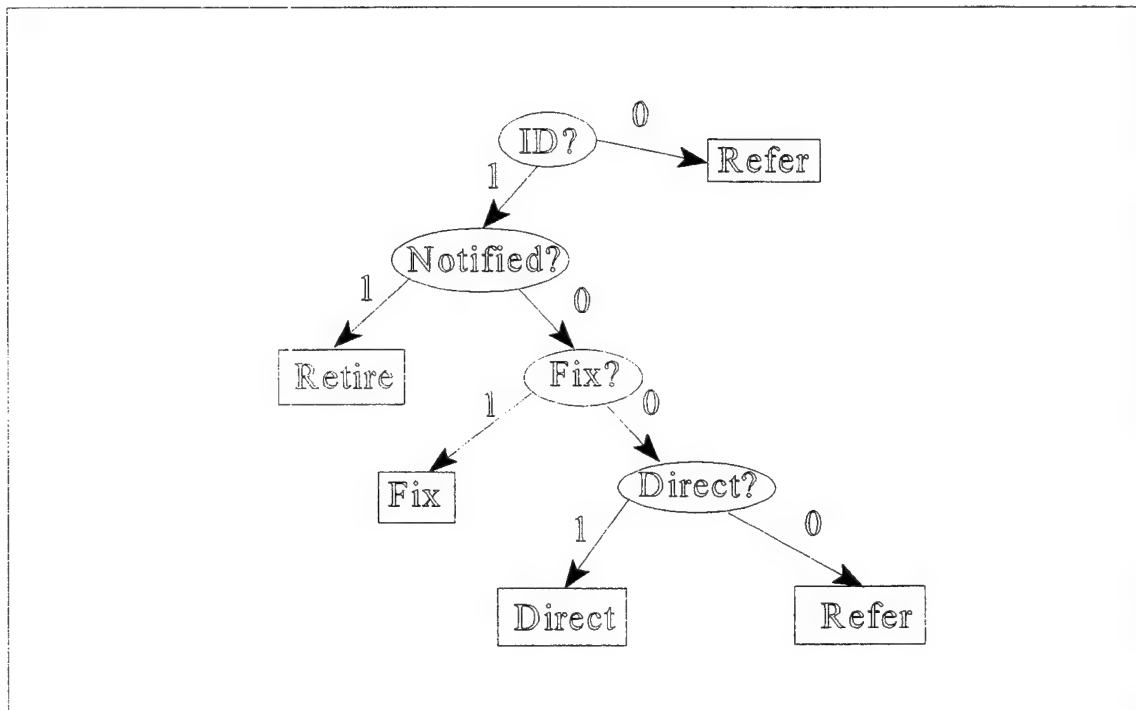 0
ID?
Refer
1
Notified?
1
0
Retire
Fix?
1
0
Fix
Direct?
1
0
Direct
Refer